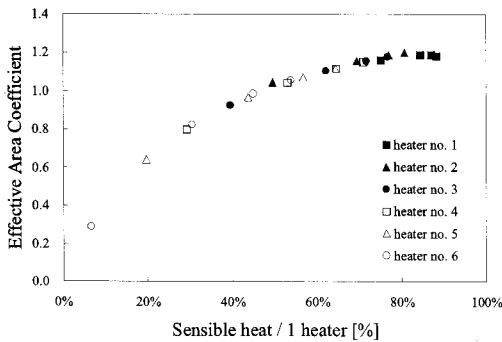 1.4
1.2
1.0
0.8
0.6
0.4
0.2
0.0
Effective Area Coefficient
heater no. 1
heater no. 2
heater no. 3
heater no. 4
heater no. 5
heater no. 6
0% 20% 40% 60% 80% 100%
Sensible heat / 1 heater [%]